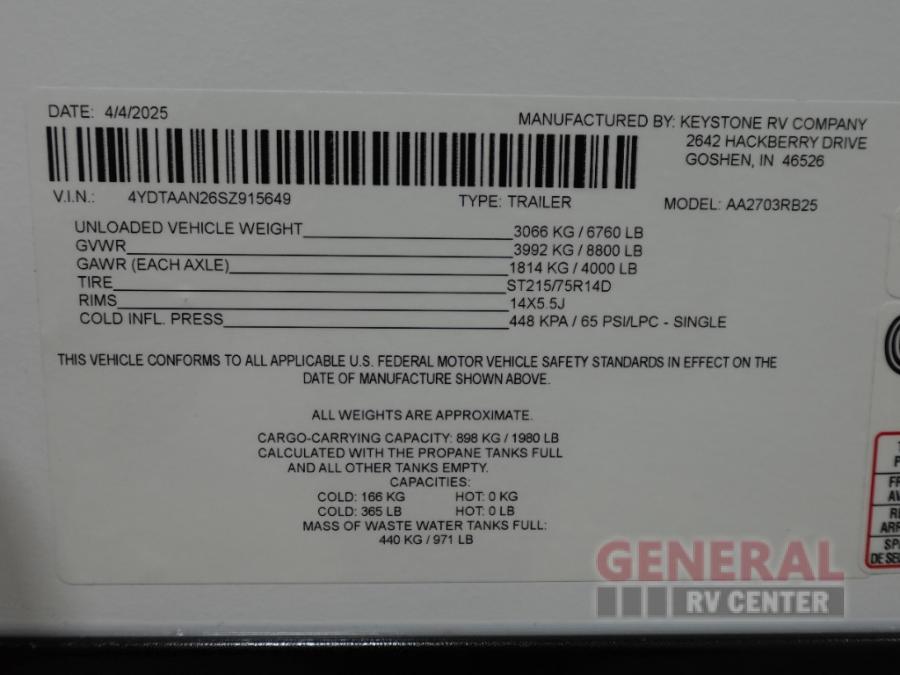 DATE: 4/4/2025
MANUFACTURED BY: KEYSTONE RV COMPANY
2642 HACKBERRY DRIVE
GOSHEN, IN 46526
V.I.N.: 4YDTAAN26SZ915649 TYPE: TRAILER MODEL: AA2703RB25
UNLOADED VEHICLE WEIGHT 3066 KG / 6760 LB
GVWR 3992 KG / 8800 LB
GAWR (EACH AXLE) 1814 KG / 4000 LB
TIRE ST215/75R14D
RIMS 14X5.5J
COLD INFL. PRESS 448 KPA / 65 PSI/LPC - SINGLE
THIS VEHICLE CONFORMS TO ALL APPLICABLE U.S. FEDERAL MOTOR VEHICLE SAFETY STANDARDS IN EFFECT ON THE
DATE OF MANUFACTURE SHOWN ABOVE.
ALL WEIGHTS ARE APPROXIMATE.
CARGO-CARRYING CAPACITY: 898 KG / 1980 LB
CALCULATED WITH THE PROPANE TANKS FULL
AND ALL OTHER TANKS EMPTY.
CAPACITIES:
COLD: 166 KG HOT: 0 KG
COLD: 365 LB HOT: 0 LB
MASS OF WASTE WATER TANKS FULL:
440 KG / 971 LB
GENERAL
RV CENTER